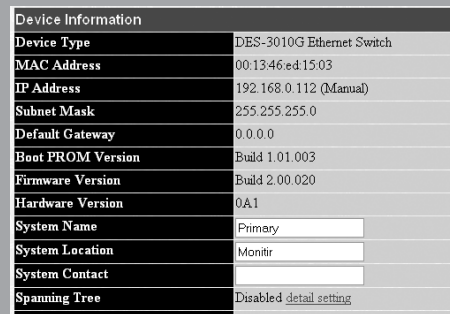 Device Information
Device Type DES-3010G Ethernet Switch
MAC Address 00:13:46:ed:15:03
IP Address 192.168.0.112 (Manual)
Subnet Mask 255.255.255.0
Default Gateway 0.0.0.0
Boot PROM Version Build 1.01.003
Firmware Version Build 2.00.020
Hardware Version 0A1
System Name Primary
System Location Monitir
System Contact
Spanning Tree Disabled detail setting